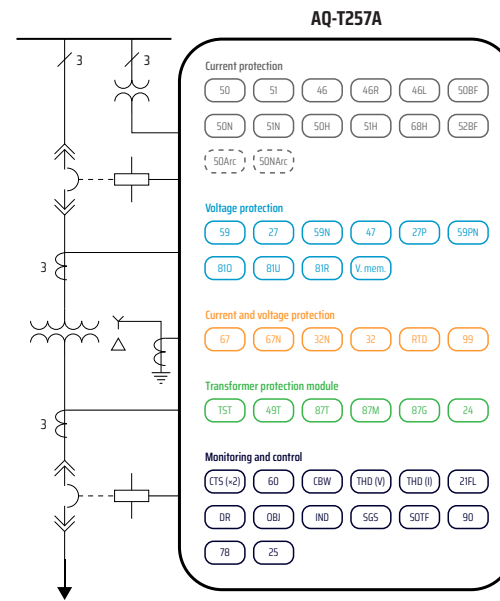 AQ-T257A
3
3
Current protection
50 51 46 46R 46L 50BF
50N 51N 50H 51H 68H 52BF
50Arc 50NArc
Voltage protection
59 27 59N 47 27P 59PN
81O 81U 81R V. mem.
3
Current and voltage protection
67 67N 32N 32 RTD 99
Transformer protection module
TST 49T 87T 87M 87G 24
3
Monitoring and control
CTS (×2) 60 CBW THD (V) THD (I) 21FL
DR OBJ IND SGS SOTF 90
78 25